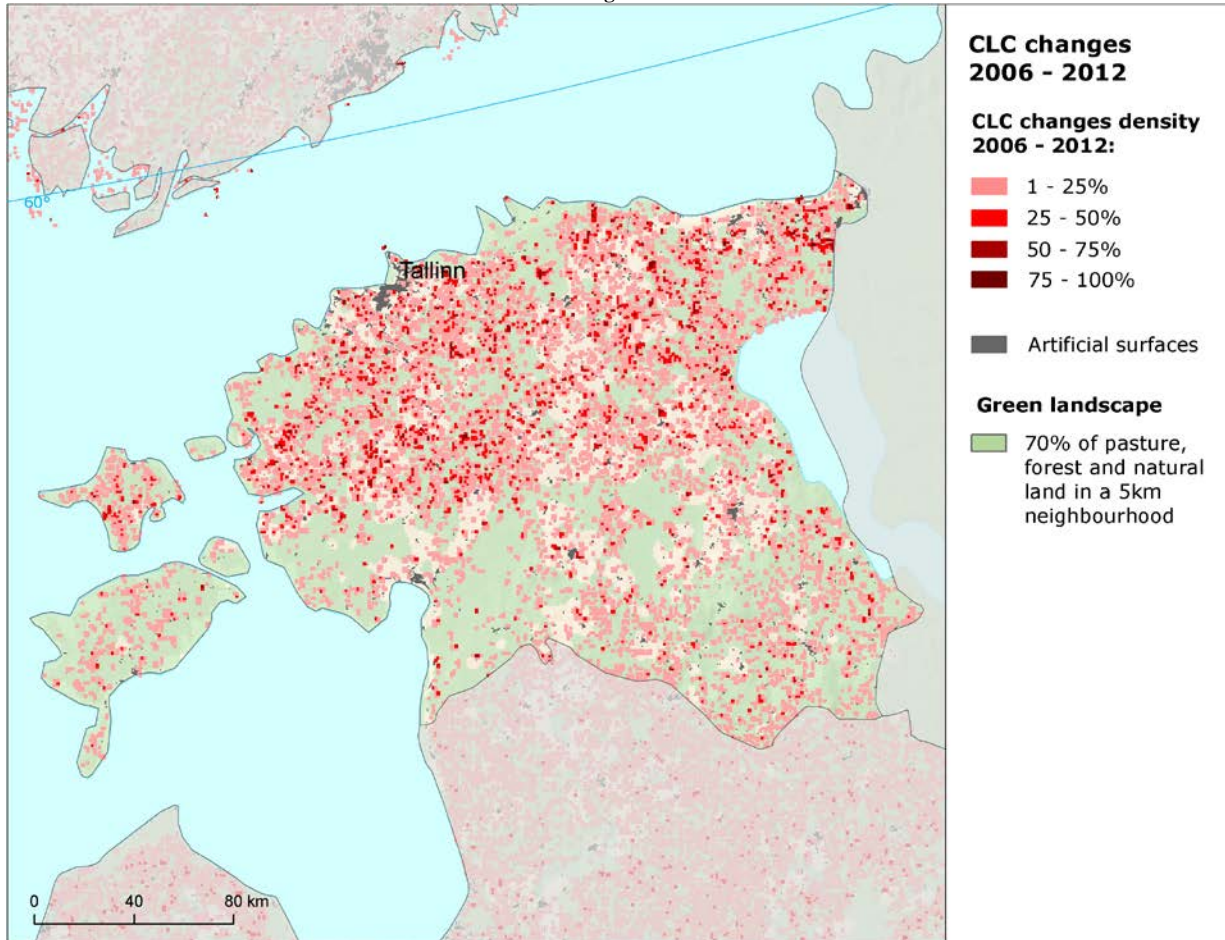 CLC changes
2006 - 2012
CLC changes density
2006 - 2012:
1 - 25%
25 - 50%
50 - 75%
75 - 100%
Artificial surfaces
Green landscape
70% of pasture,
forest and natural
land in a 5km
neighbourhood
60°
Tallinn
0 40 80 km